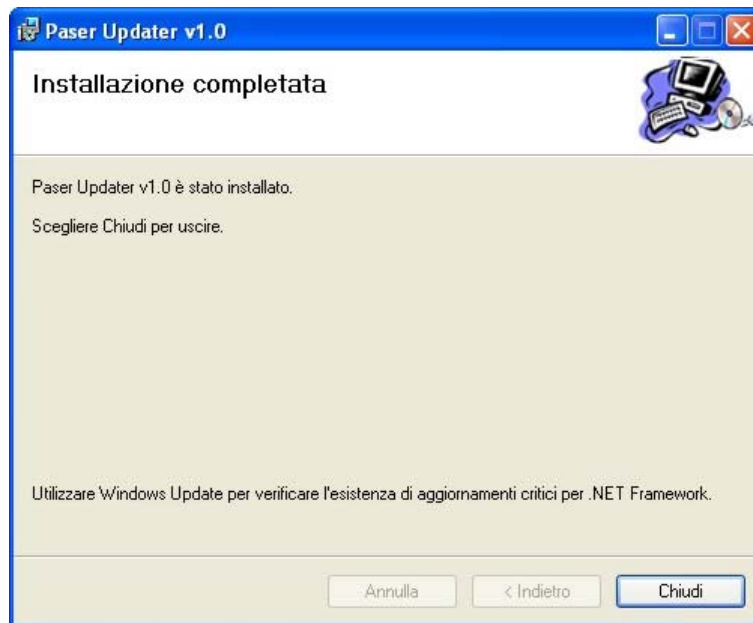 Paser Updater v1.0
Installazione completata
Paser Updater v1.0 è stato installato.
Scegliere Chiudi per uscire.
Utilizzare Windows Update per verificare l'esistenza di aggiornamenti critici per .NET Framework.
Annulla
< Indietro
Chiudi